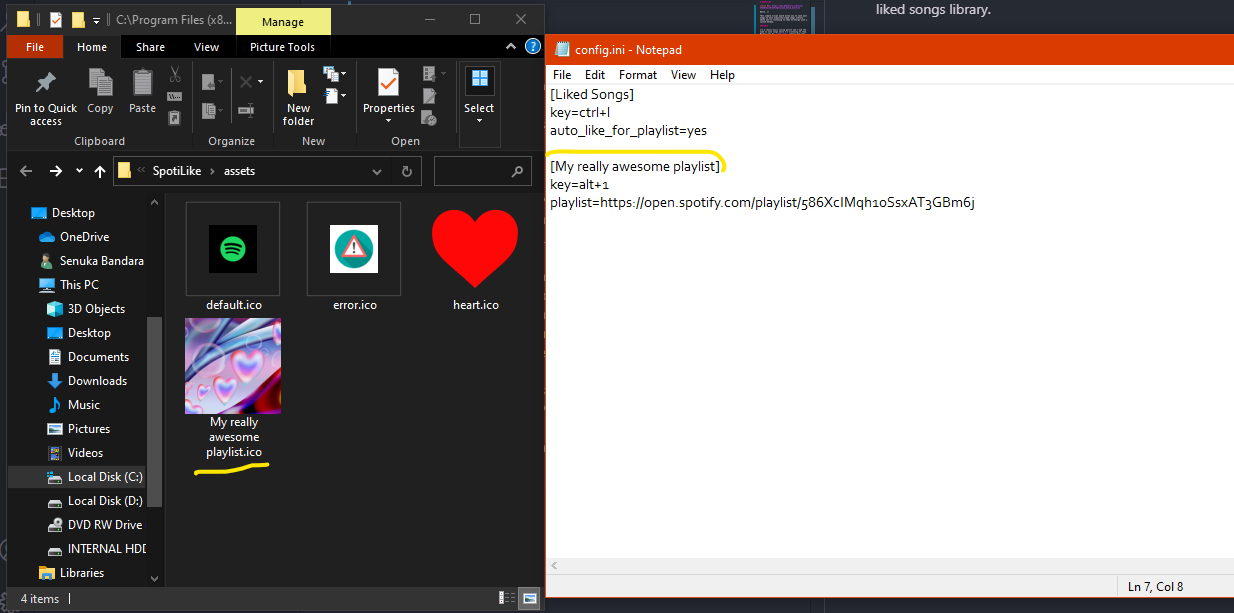 liked songs library.
C:\Program Files (x8...
Manage
File
Home
Share
View
Picture Tools
Pin to Quick
access
Copy
Paste
New
folder
Properties
Select
Clipboard
Organize
New
Open
SpotiLike
assets
Desktop
OneDrive
Senuka Bandara
This PC
3D Objects
Desktop
Documents
Downloads
Music
Pictures
Videos
Local Disk (C:)
Local Disk (D:)
DVD RW Drive
INTERNAL HDD
Libraries
default.ico
error.ico
heart.ico
My really
awesome
playlist.ico
4 items
config.ini - Notepad
File Edit Format View Help
[Liked Songs]
key=ctrl+l
auto_like_for_playlist=yes
[My really awesome playlist]
key=alt+1
playlist=https://open.spotify.com/playlist/586XcIMqh10SsxAT3GBm6j
Ln 7, Col 8